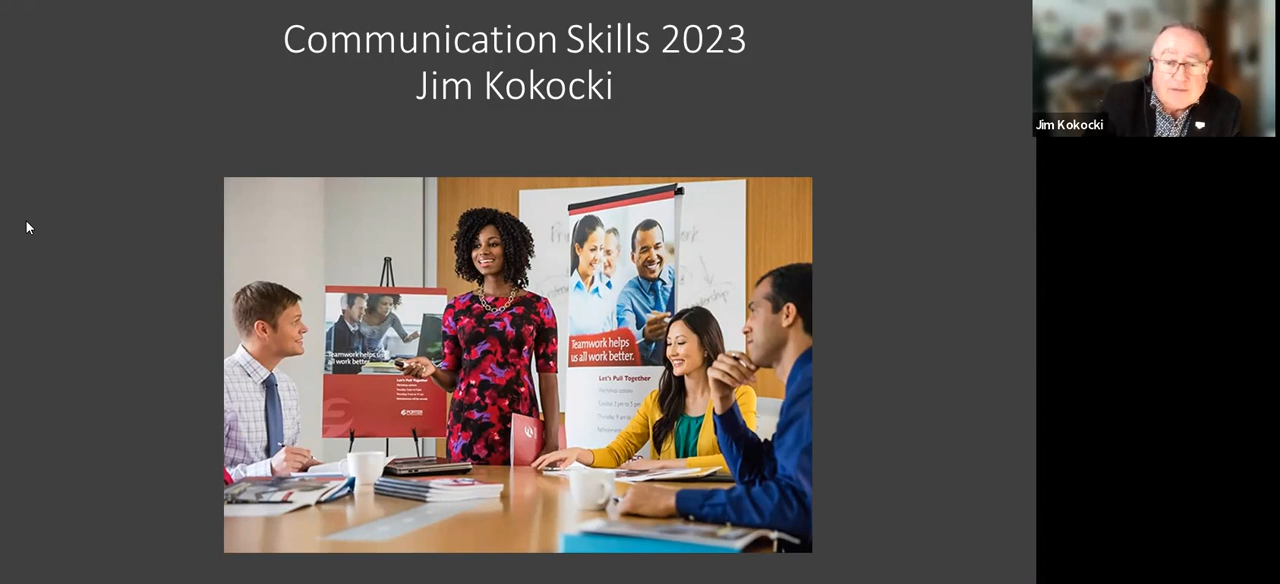 Communication Skills 2023
Jim Kokocki
Jim Kokocki
Teamwork helps us
all work better.
Let's Pull Together
Teamwork helps
us all work better.
Let's Pull Together